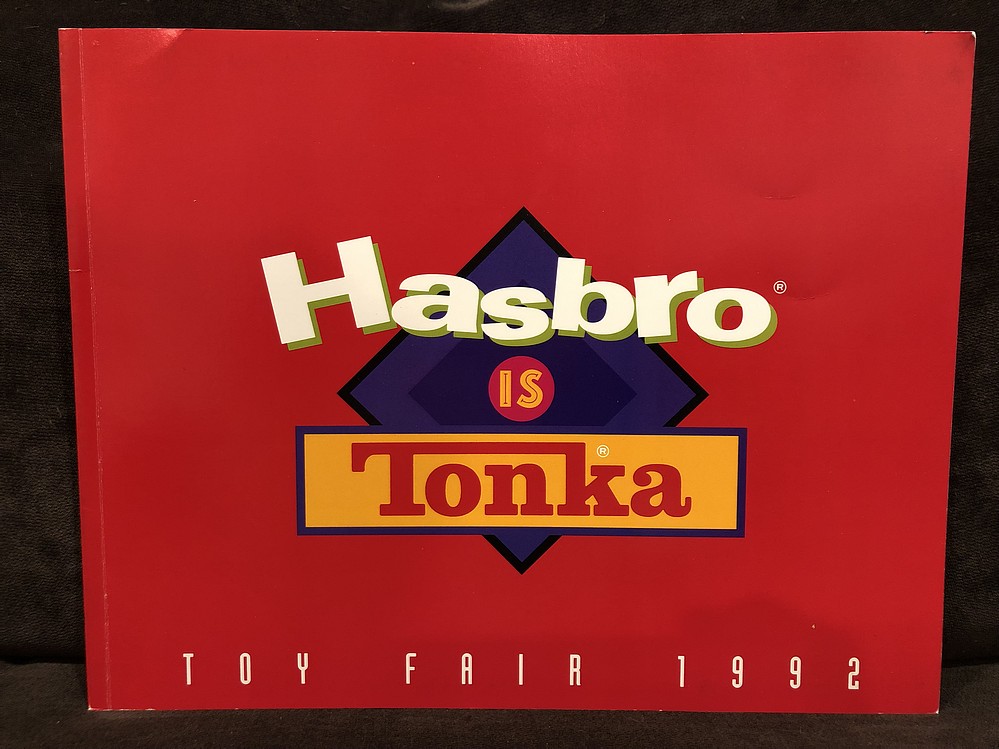 Hasbro®
IS
Tonka®
TOY FAIR 1992